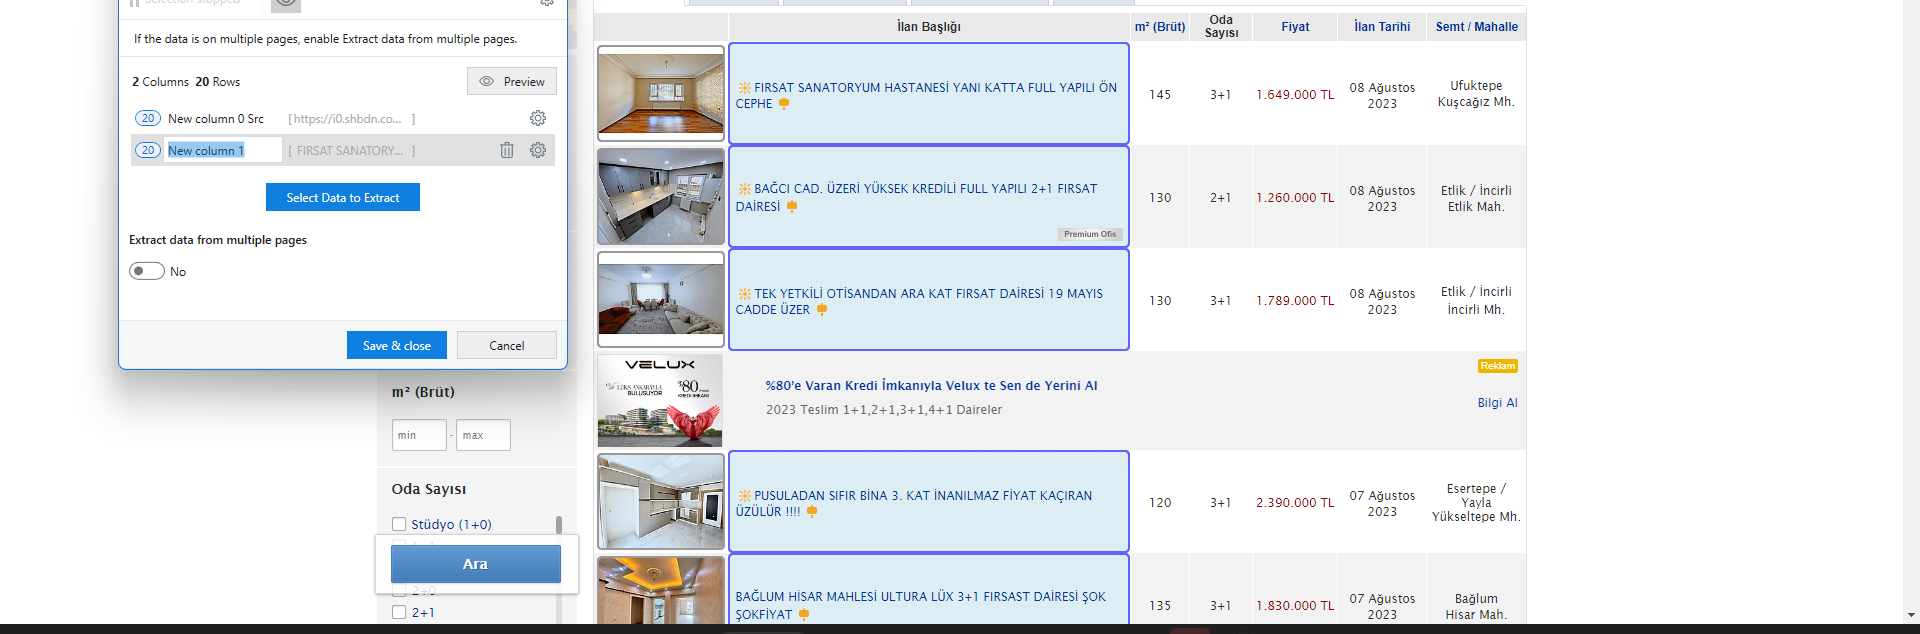 Selection stopped
If the data is on multiple pages, enable Extract data from multiple pages.
2 Columns 20 Rows
Preview
20 New column 0 Src [ https://i0.shbdn.co... ]
20 New column 1 [ FIRSAT SANATORY... ]
Select Data to Extract
Extract data from multiple pages
No
Save & close
Cancel
m² (Brüt)
min - max
Oda Sayısı
Stüdyo (1+0)
Ara
2+0
2+1
İlan Başlığı
m² (Brüt)
Oda
Sayısı
Fiyat
İlan Tarihi
Semt / Mahalle
FIRSAT SANATORYUM HASTANESİ YANI KATTA FULL YAPILI ÖN
CEPHE
145
3+1
1.649.000 TL
08 Ağustos
2023
Ufuktepe
Kuşcağız Mh.
BAĞCI CAD. ÜZERİ YÜKSEK KREDİLİ FULL YAPILI 2+1 FIRSAT
DAİRESİ
Premium Ofis
130
2+1
1.260.000 TL
08 Ağustos
2023
Etlik / İncirli
Etlik Mah.
TEK YETKİLİ OTİSANDAN ARA KAT FIRSAT DAİRESİ 19 MAYIS
CADDE ÜZER
130
3+1
1.789.000 TL
08 Ağustos
2023
Etlik / İncirli
İncirli Mh.
VELUX
LÜKS ANKARA'YLA
BULUŞUYOR
%80
KREDİ İMKANI
%80'e Varan Kredi İmkanıyla Velux te Sen de Yerini Al
2023 Teslim 1+1,2+1,3+1,4+1 Daireler
Reklam
Bilgi Al
PUSULADAN SIFIR BİNA 3. KAT İNANILMAZ FİYAT KAÇIRAN
ÜZÜLÜR !!!!
120
3+1
2.390.000 TL
07 Ağustos
2023
Esertepe /
Yayla
Yükseltepe Mh.
BAĞLUM HİSAR MAHLESİ ULTURA LÜX 3+1 FIRSAST DAİRESİ ŞOK
ŞOKFİYAT
135
3+1
1.830.000 TL
07 Ağustos
2023
Bağlum
Hisar Mah.